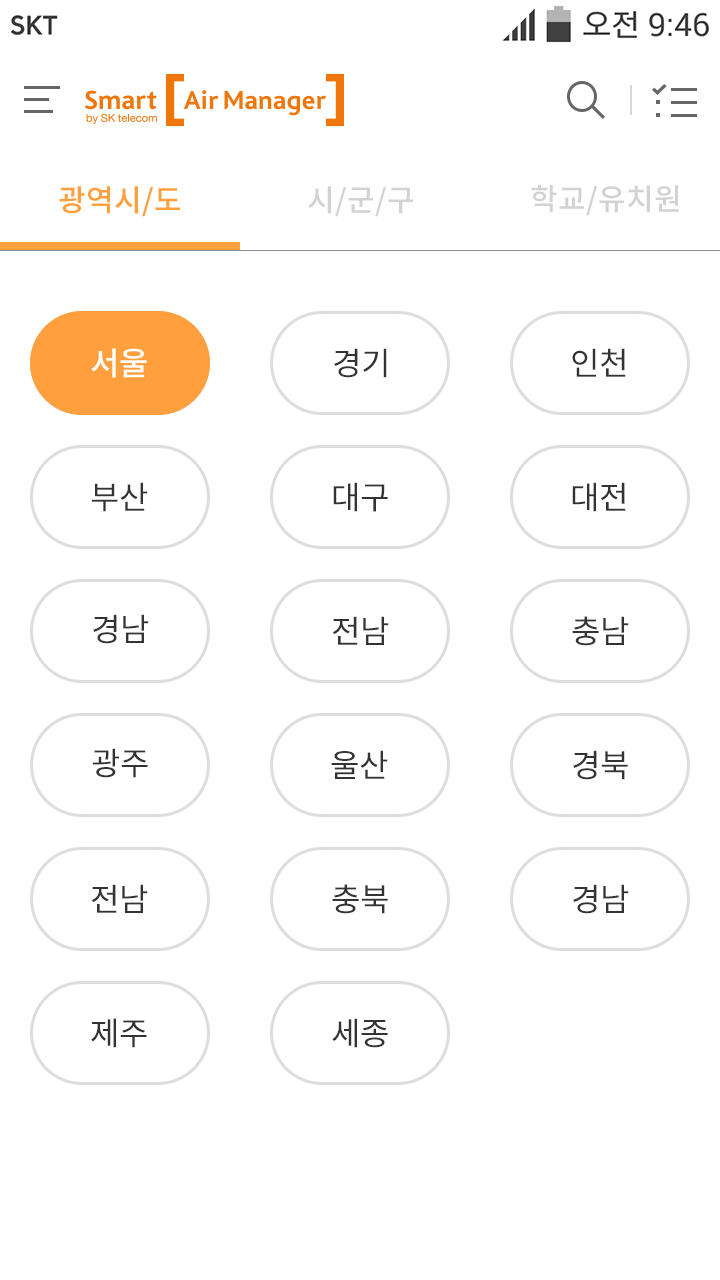 SKT 오전 9:46
Smart [Air Manager]
by SK telecom
광역시/도 시/군/구 학교/유치원
서울 경기 인천
부산 대구 대전
경남 전남 충남
광주 울산 경북
전남 충북 경남
제주 세종